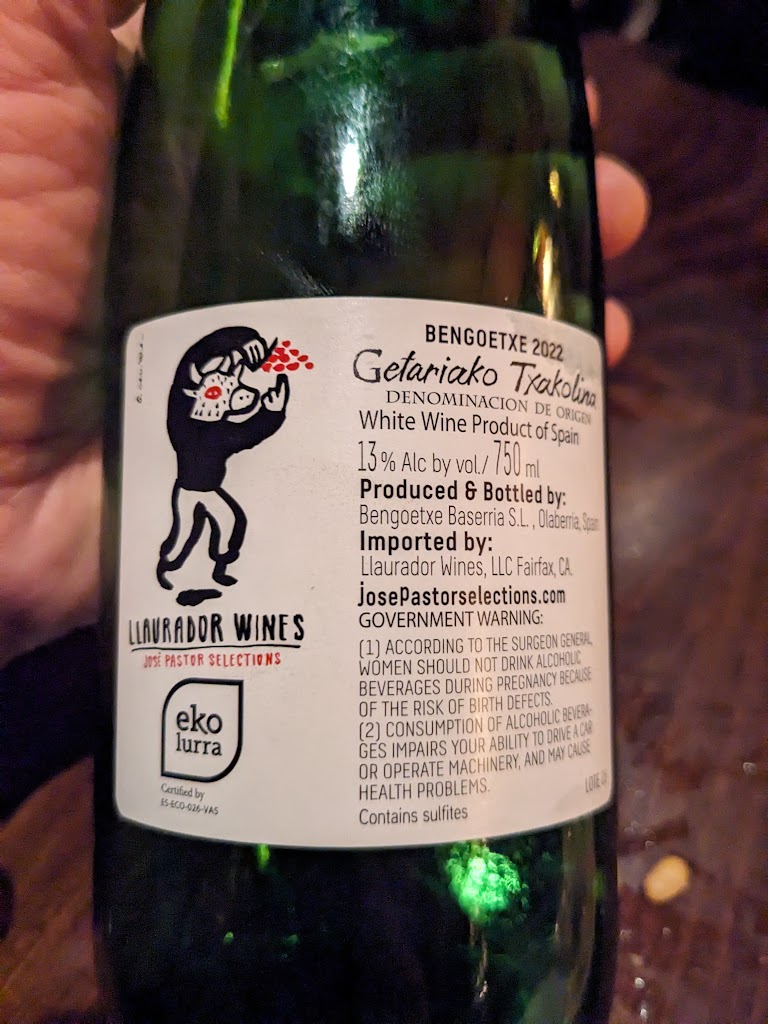 BENGOETXE 2022
Getariako Txakolina
DENOMINACION DE ORIGEN
White Wine Product of Spain
13% Alc by vol./ 750 ml
Produced & Bottled by:
Bengoetxe Baserria S.L. , Olaberria, Spain
Imported by:
Llaurador Wines, LLC Fairfax, CA.
josePastorselections.com
GOVERNMENT WARNING:
(1) ACCORDING TO THE SURGEON GENERAL,
WOMEN SHOULD NOT DRINK ALCOHOLIC
BEVERAGES DURING PREGNANCY BECAUSE
OF THE RISK OF BIRTH DEFECTS.
(2) CONSUMPTION OF ALCOHOLIC BEVERA-
GES IMPAIRS YOUR ABILITY TO DRIVE A CAR
OR OPERATE MACHINERY, AND MAY CAUSE
HEALTH PROBLEMS.
Contains sulfites
LOTE
LLAURADOR WINES
JOSÉ PASTOR SELECTIONS
eko
lurra
Certified by
ES-ECO-026-VAS